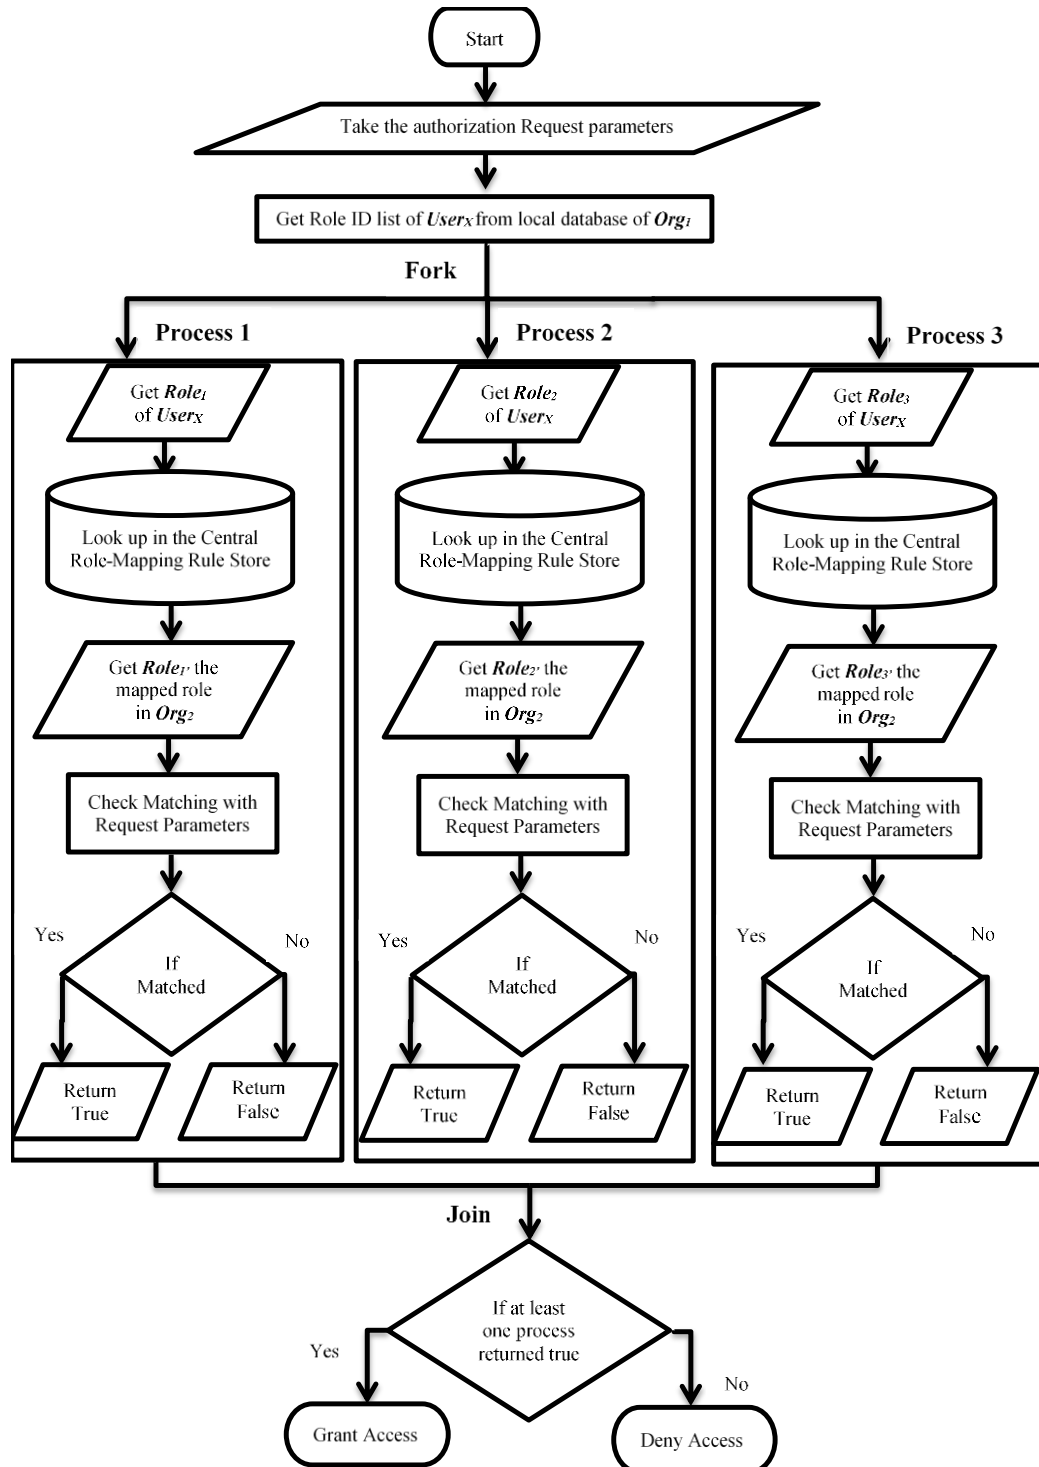 Start
Take the authorization Request parameters
Get Role ID list of UserX from local database of Org1
Fork
Process 1
Get Role1
of UserX
Look up in the Central
Role-Mapping Rule Store
Get Role1' the
mapped role
in Org2
Check Matching with
Request Parameters
Yes
No
If
Matched
Return
True
Return
False
Process 2
Get Role2
of UserX
Look up in the Central
Role-Mapping Rule Store
Get Role2' the
mapped role
in Org2
Check Matching with
Request Parameters
Yes
No
If
Matched
Return
True
Return
False
Process 3
Get Role3
of UserX
Look up in the Central
Role-Mapping Rule Store
Get Role3' the
mapped role
in Org2
Check Matching with
Request Parameters
Yes
No
If
Matched
Return
True
Return
False
Join
If at least
one process
returned true
Yes
No
Grant Access
Deny Access